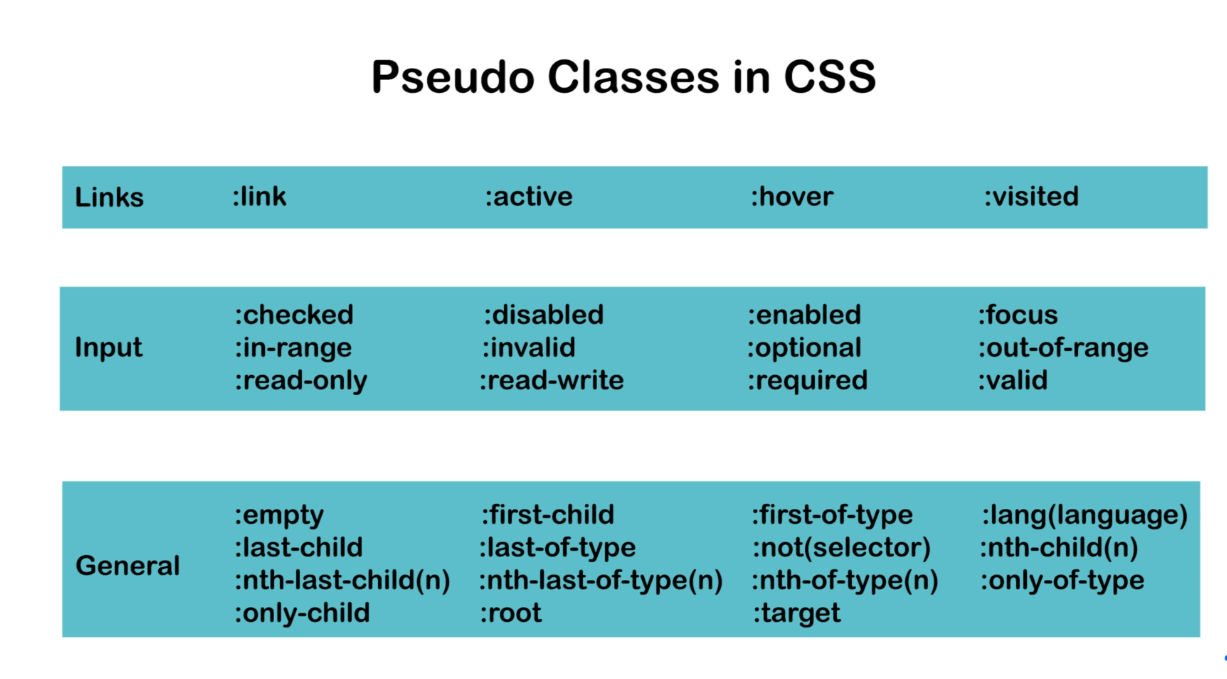 Pseudo Classes in CSS
Links :link :active :hover :visited
:checked :disabled :enabled :focus
Input :in-range :invalid :optional :out-of-range
:read-only :read-write :required :valid
:empty :first-child :first-of-type :lang(language)
:last-child :last-of-type :not(selector) :nth-child(n)
General
:nth-last-child(n) :nth-last-of-type(n) :nth-of-type(n) :only-of-type
:only-child :root :target